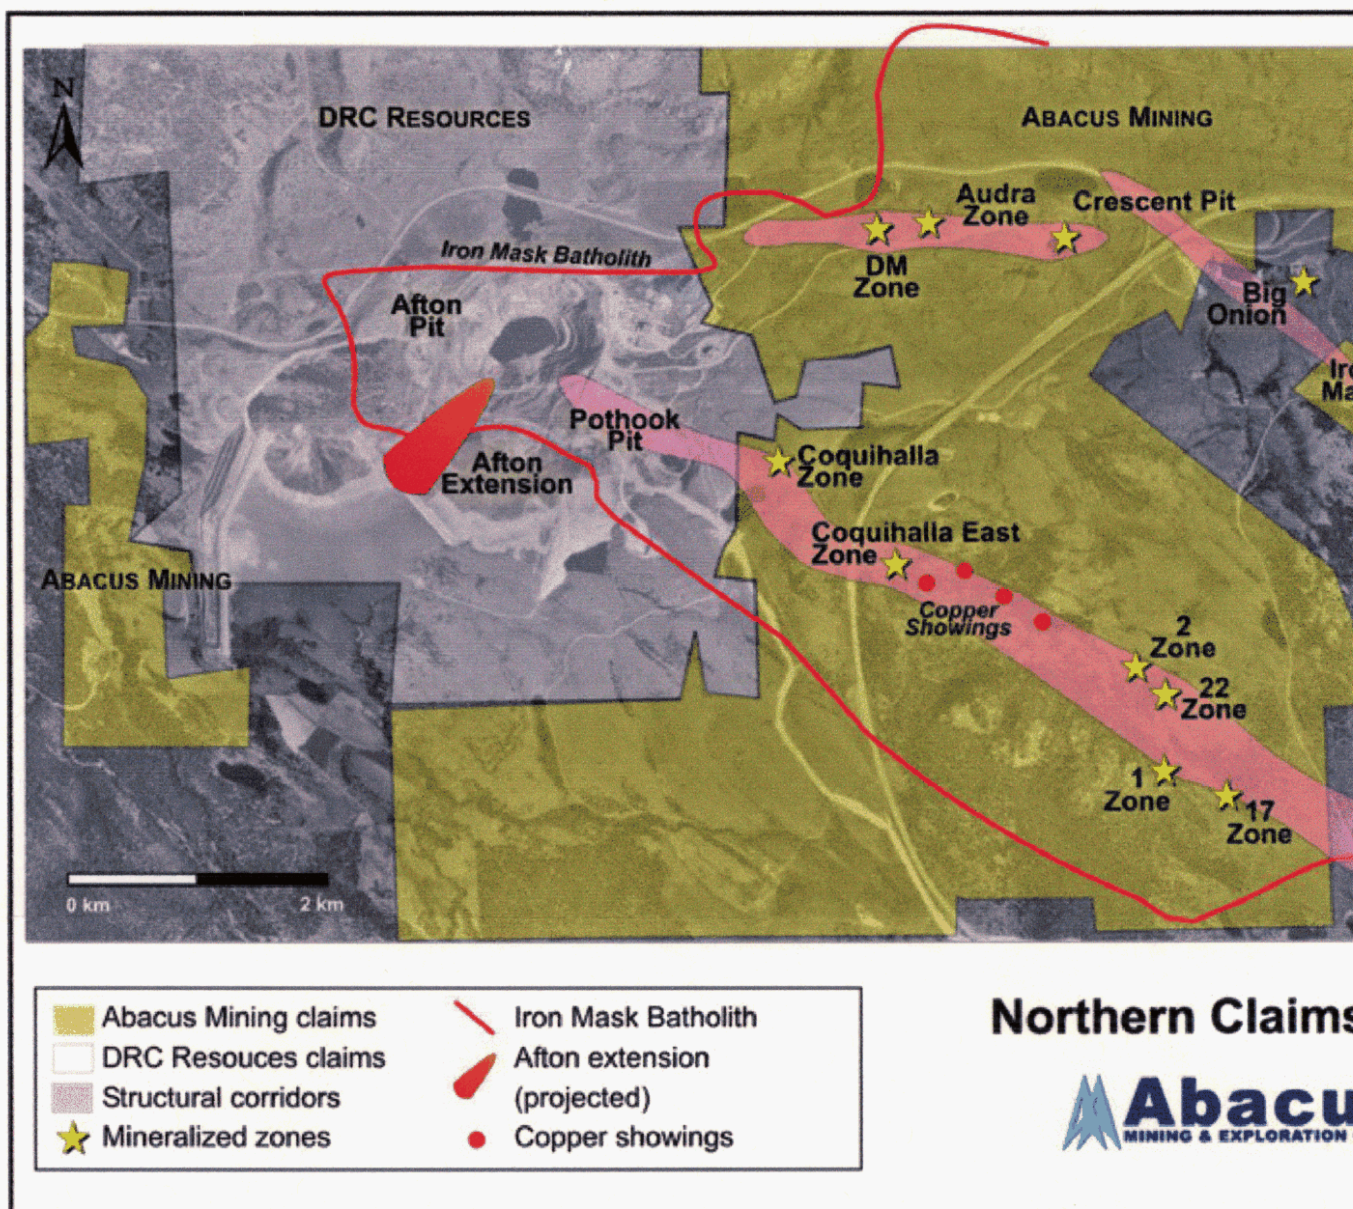 N
DRC RESOURCES
ABACUS MINING
Audra
Zone
Crescent Pit
Iron Mask Batholith
DM
Zone
Afton
Pit
Big
Onion
Iro
Ma
Pothook
Pit
Coquihalla
Zone
Afton
Extension
Coquihalla East
Zone
ABACUS MINING
Copper
Showings
2
Zone
22
Zone
1
Zone
17
Zone
0 km
2 km
Abacus Mining claims
DRC Resouces claims
Structural corridors
Mineralized zones
Iron Mask Batholith
Afton extension
(projected)
Copper showings
Northern Claims
Abacu
MINING & EXPLORATION